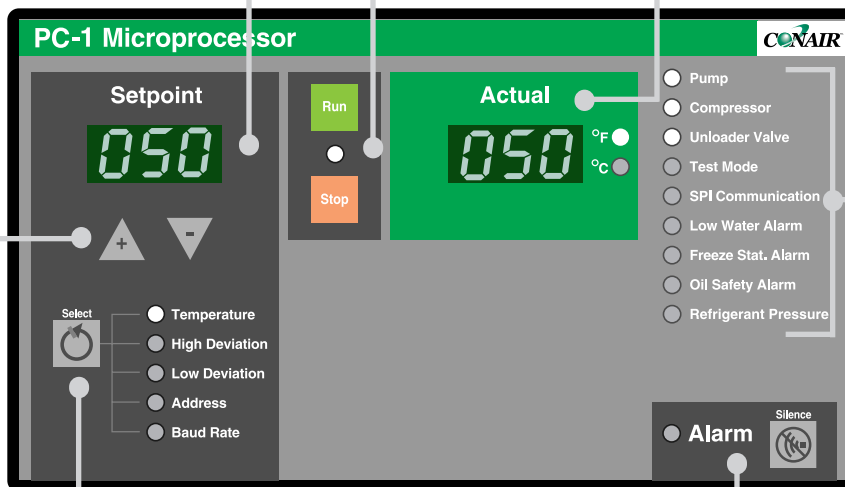 PC-1 Microprocessor
CONAIR
Setpoint
050
+
-
Select
Temperature
High Deviation
Low Deviation
Address
Baud Rate
Run
Stop
Actual
050
°F
°C
Pump
Compressor
Unloader Valve
Test Mode
SPI Communication
Low Water Alarm
Freeze Stat. Alarm
Oil Safety Alarm
Refrigerant Pressure
Alarm
Silence